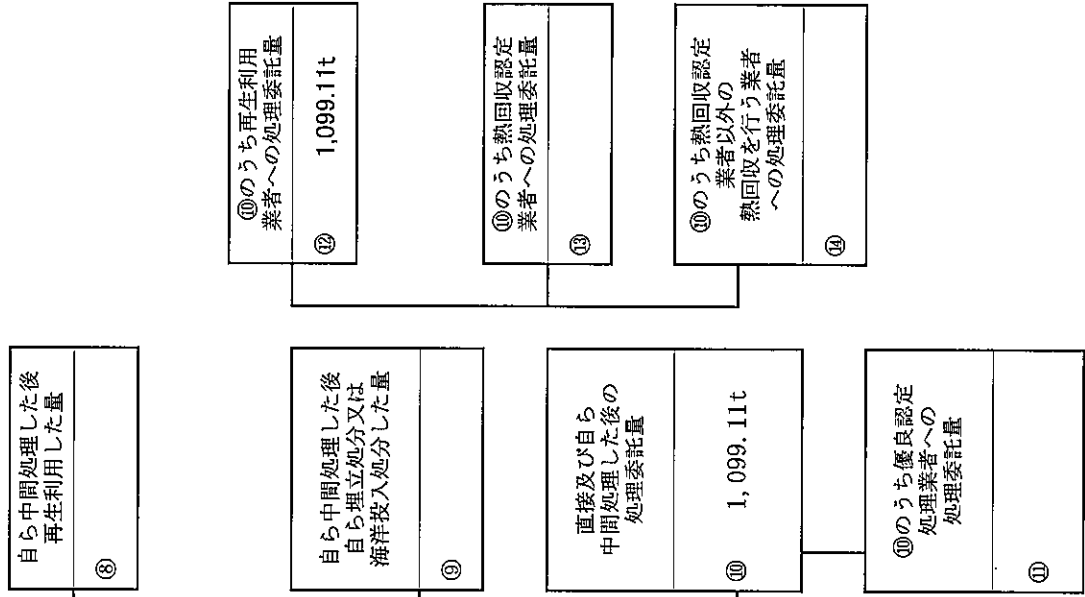 自ら中間処理した後
再生利用した量
⑧
自ら中間処理した後
自ら埋立処分又は
海洋投入処分した量
⑨
直接及び自ら
中間処理した後の
処理委託量
⑩ 1,099.11t
⑩のうち優良認定
処理業者への
処理委託量
⑪
⑩のうち再生利用
業者への処理委託量
⑫ 1,099.11t
⑩のうち熱回収認定
業者への処理委託量
⑬
⑩のうち熱回収認定
業者以外の
熱回収を行う業者
への処理委託量
⑭